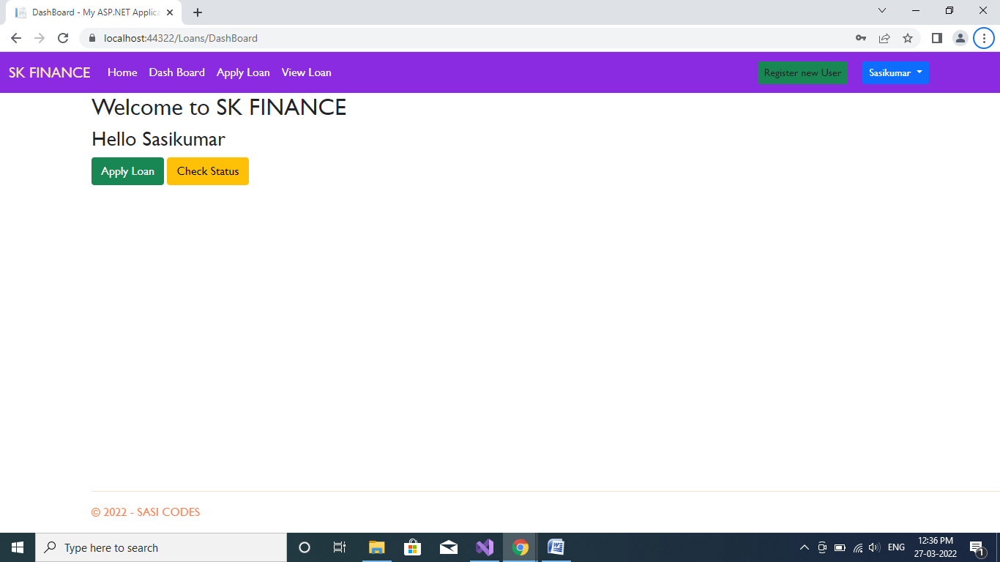 DashBoard - My ASP.NET Applica
localhost:44322/Loans/DashBoard
SK FINANCE Home Dash Board Apply Loan View Loan Register new User Sasikumar
Welcome to SK FINANCE
Hello Sasikumar
Apply Loan Check Status
© 2022 - SASI CODES
Type here to search
ENG
12:36 PM
27-03-2022
1